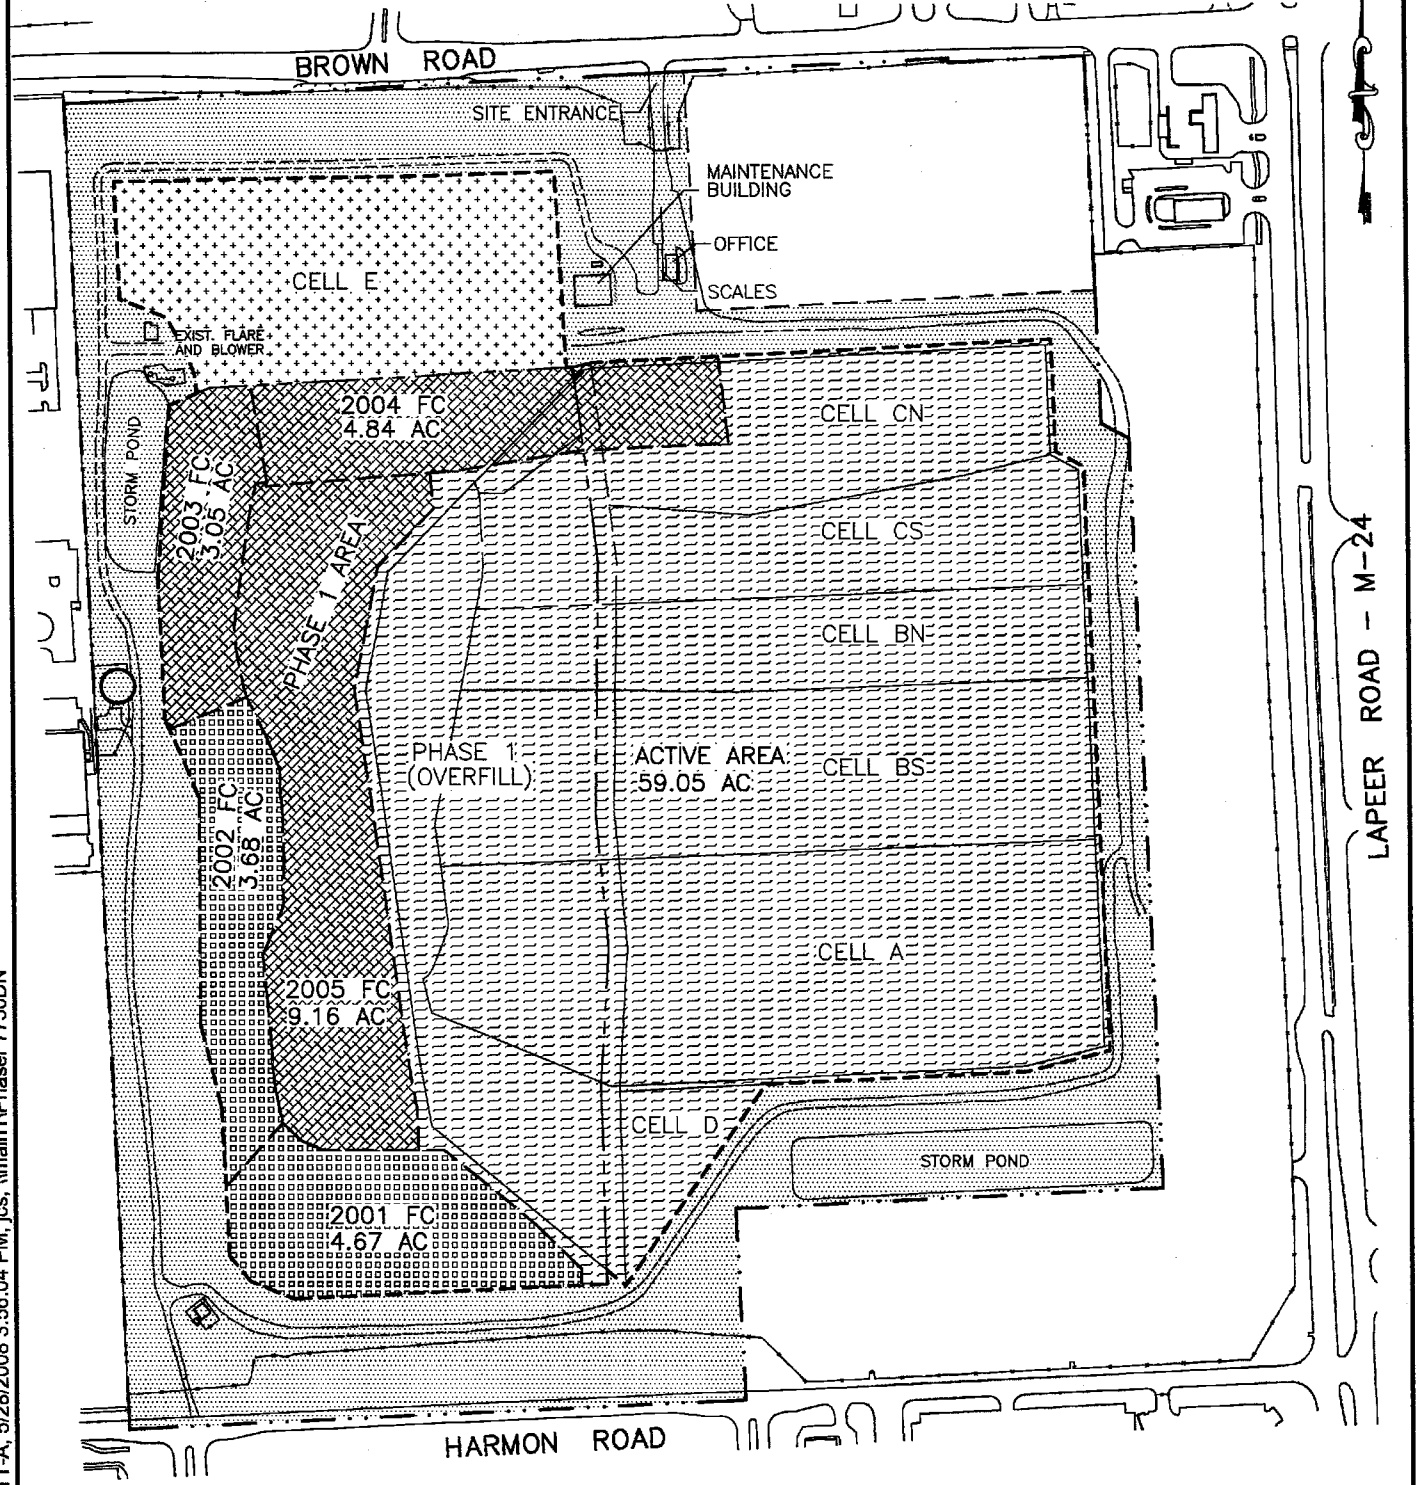 BROWN ROAD
SITE ENTRANCE
MAINTENANCE
BUILDING
OFFICE
SCALES
CELL E
EXIST. FLARE
AND BLOWER
2004 FC
4.84 AC
CELL CN
STORM POND
2003 FC
3.05 AC
PHASE 1 AREA
CELL CS
CELL BN
LAPEER ROAD - M-24
PHASE 1
(OVERFILL)
ACTIVE AREA
59.05 AC
CELL BS
2002 FC
3.68 AC
CELL A
2005 FC
9.16 AC
CELL D
STORM POND
2001 FC
4.67 AC
HARMON ROAD